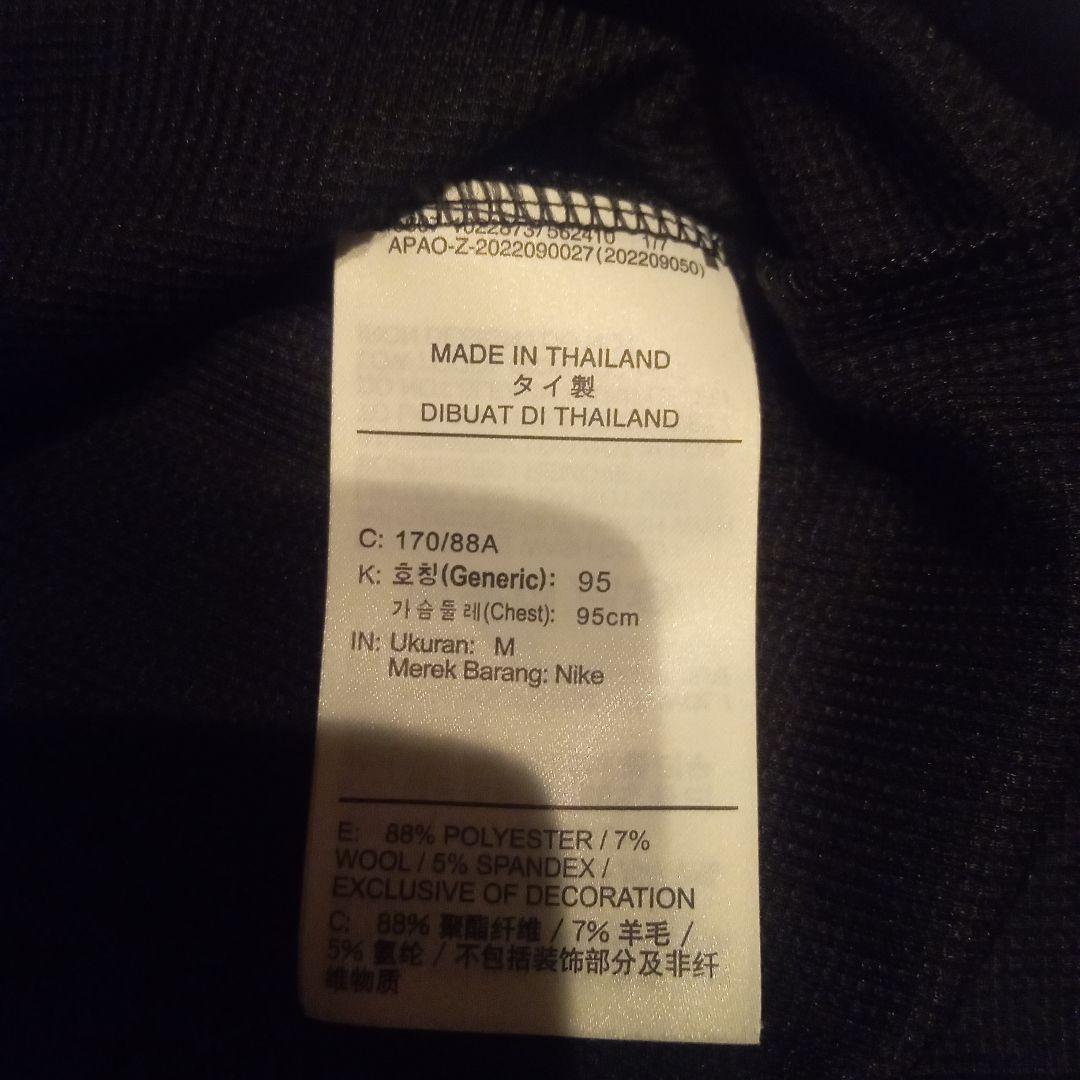 1/7
APAO-Z-2022090027(202209050)
MADE IN THAILAND
タイ製
DIBUAT DI THAILAND
C: 170/88A
K: 호칭(Generic): 95
가슴둘레(Chest): 95cm
IN: Ukuran: M
Merek Barang: Nike
E: 88% POLYESTER / 7%
WOOL / 5% SPANDEX /
EXCLUSIVE OF DECORATION
C: 88% 聚酯纤维 / 7% 羊毛 /
5% 氨纶 / 不包括装饰部分及非纤
维物质